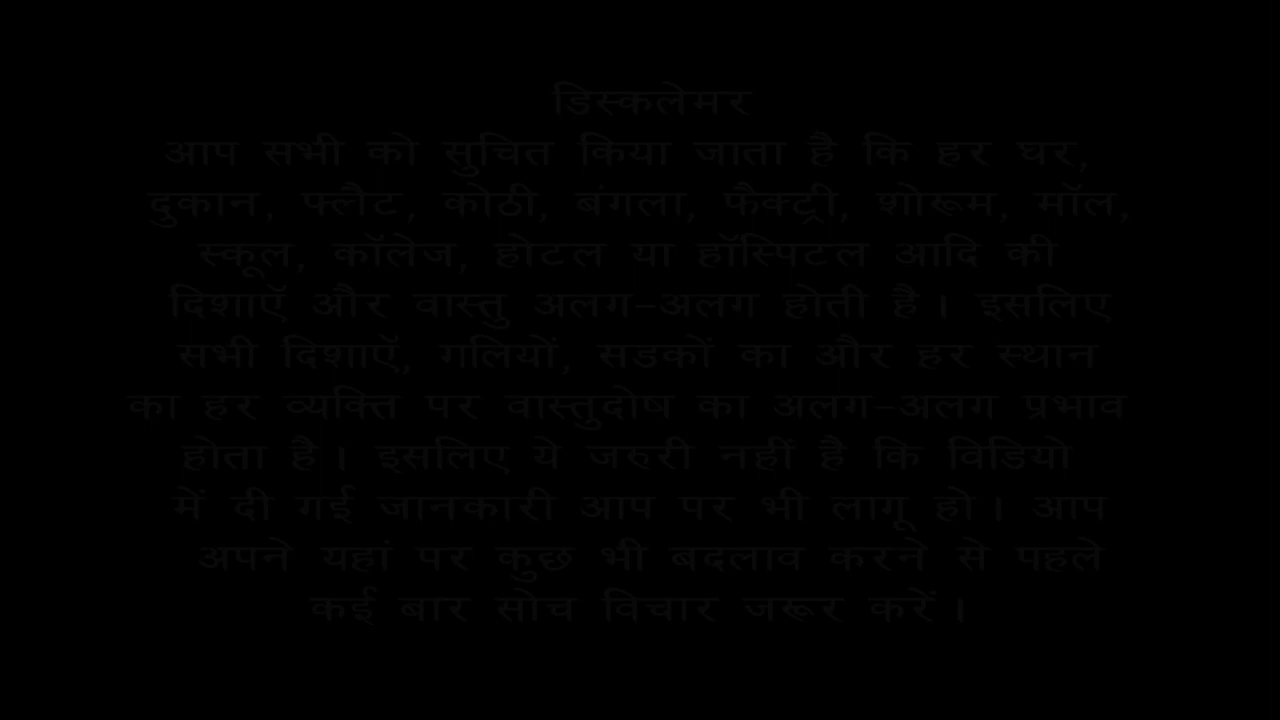 डिस्कलेमर
आप सभी को सुचित किया जाता है कि हर घर,
दुकान, फ्लैट, कोठी, बंगला, फैक्ट्री, शोरूम, मॉल,
स्कूल, कॉलेज, होटल या हॉस्पिटल आदि की
दिशाएॅ और वास्तु अलग–अलग होती है। इसलिए
सभी दिशाएॅ, गलियों, सडकों का और हर स्थान
का हर व्यक्ति पर वास्तुदोष का अलग–अलग प्रभाव
होता है। इसलिए ये जरुरी नहीं है कि विडियो
में दी गई जानकारी आप पर भी लागू हो। आप
अपने यहां पर कुछ भी बदलाव करने से पहले
कई बार सोच विचार जरूर करें।